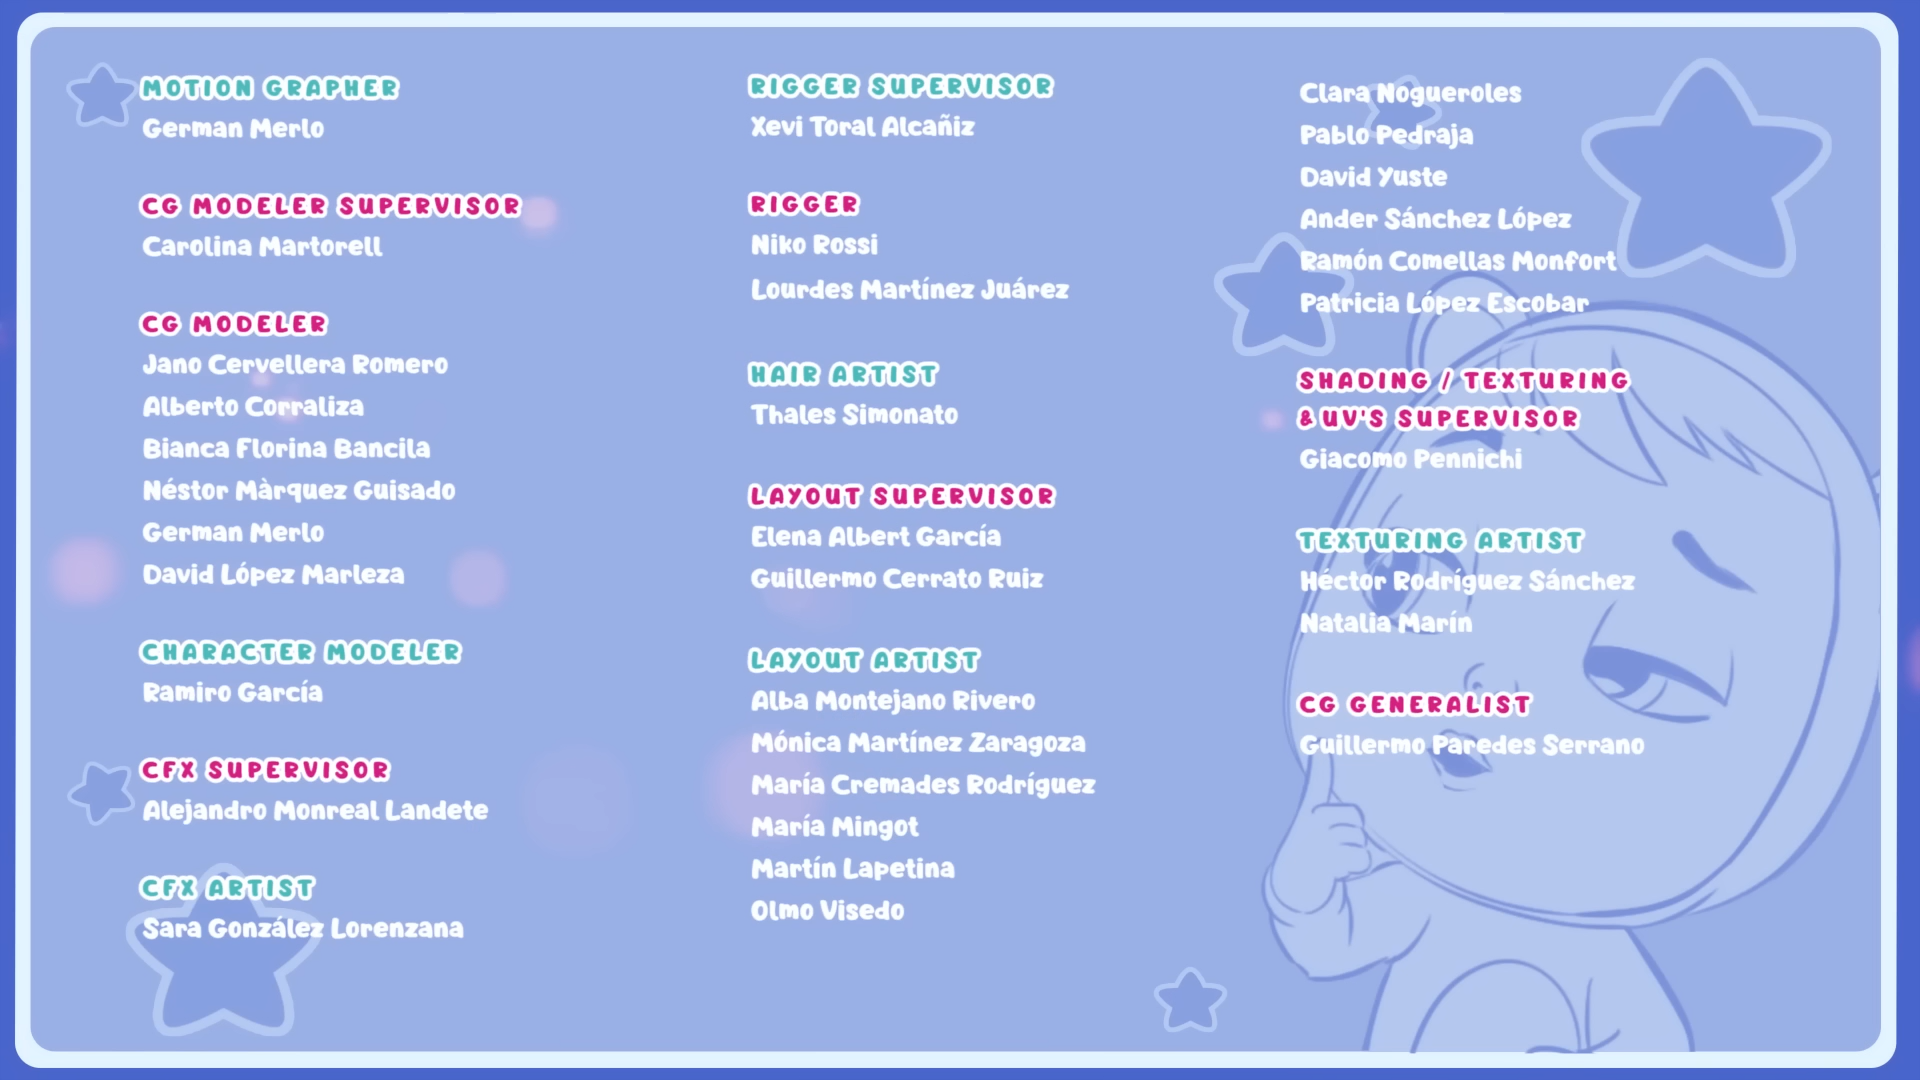 MOTION GRAPHER
German Merlo
CG MODELER SUPERVISOR
Carolina Martorell
CG MODELER
Jano Cervellera Romero
Alberto Corraliza
Bianca Florina Bancila
Néstor Màrquez Guisado
German Merlo
David López Marleza
CHARACTER MODELER
Ramiro García
CFX SUPERVISOR
Alejandro Monreal Landete
CFX ARTIST
Sara González Lorenzana
RIGGER SUPERVISOR
Xevi Toral Alcañiz
RIGGER
Niko Rossi
Lourdes Martínez Juárez
HAIR ARTIST
Thales Simonato
LAYOUT SUPERVISOR
Elena Albert García
Guillermo Cerrato Ruiz
LAYOUT ARTIST
Alba Montejano Rivero
Mónica Martínez Zaragoza
María Cremades Rodríguez
María Mingot
Martín Lapetina
Olmo Visedo
Clara Nogueroles
Pablo Pedraja
David Yuste
Ander Sánchez López
Ramón Comellas Monfort
Patricia López Escobar
SHADING / TEXTURING
& UV'S SUPERVISOR
Giacomo Pennichi
TEXTURING ARTIST
Héctor Rodríguez Sánchez
Natalia Marín
CG GENERALIST
Guillermo Paredes Serrano